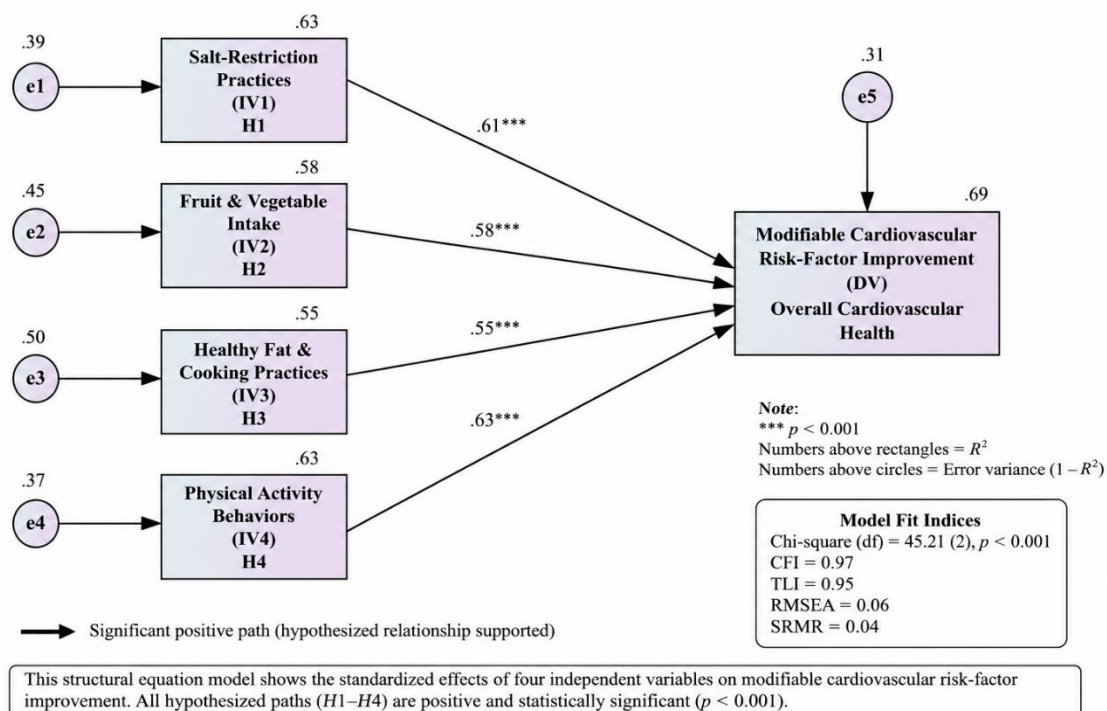 .39
e1
.63
Salt-Restriction
Practices
(IV1)
H1
.61***
.45
e2
.58
Fruit & Vegetable
Intake
(IV2)
H2
.58***
.50
e3
.55
Healthy Fat &
Cooking Practices
(IV3)
H3
.55***
.37
e4
.63
Physical Activity
Behaviors
(IV4)
H4
.63***
.31
e5
.69
Modifiable Cardiovascular
Risk-Factor Improvement
(DV)
Overall Cardiovascular
Health
Note:
*** p < 0.001
Numbers above rectangles = R²
Numbers above circles = Error variance (1 – R²)
Model Fit Indices
Chi-square (df) = 45.21 (2), p < 0.001
CFI = 0.97
TLI = 0.95
RMSEA = 0.06
SRMR = 0.04
Significant positive path (hypothesized relationship supported)
This structural equation model shows the standardized effects of four independent variables on modifiable cardiovascular risk-factor
improvement. All hypothesized paths (H1–H4) are positive and statistically significant (p < 0.001).